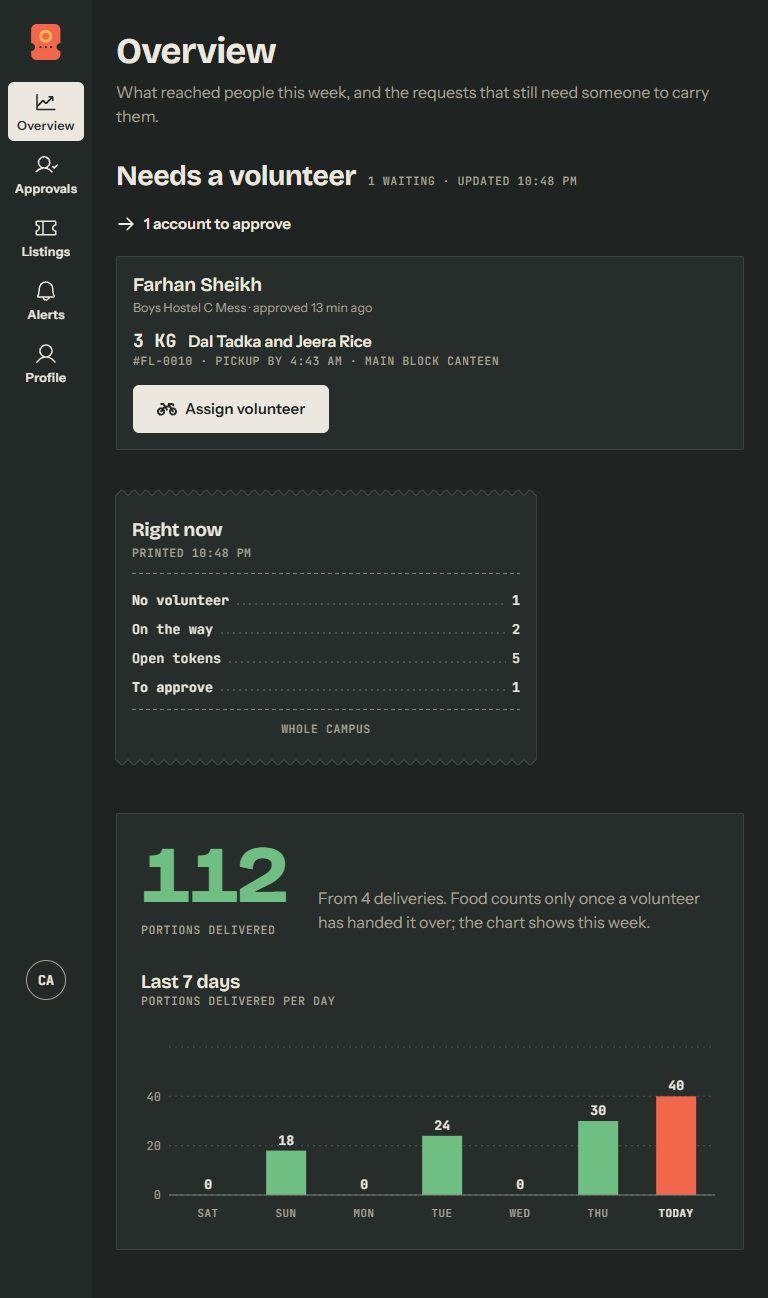 Overview
What reached people this week, and the requests that still need someone to carry
them.
Overview
Approvals
Listings
Alerts
Profile
CA
Needs a volunteer 1 WAITING · UPDATED 10:48 PM
→ 1 account to approve
Farhan Sheikh
Boys Hostel C Mess · approved 13 min ago
3 KG Dal Tadka and Jeera Rice
#FL-0010 · PICKUP BY 4:43 AM · MAIN BLOCK CANTEEN
Assign volunteer
Right now
PRINTED 10:48 PM
No volunteer 1
On the way 2
Open tokens 5
To approve 1
WHOLE CAMPUS
112
PORTIONS DELIVERED
From 4 deliveries. Food counts only once a volunteer
has handed it over; the chart shows this week.
Last 7 days
PORTIONS DELIVERED PER DAY
40
20
0
0 18 0 24 0 30 40
SAT SUN MON TUE WED THU TODAY